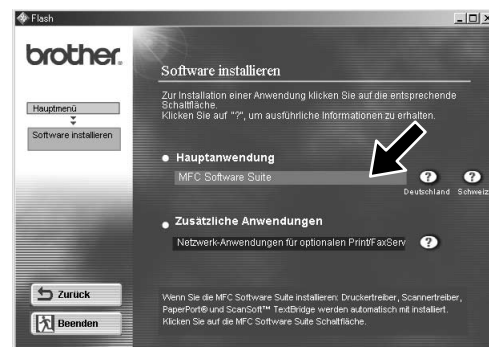 Flash
brother.
Software installieren
Zur Installation einer Anwendung klicken Sie auf die entsprechende
Schaltfläche.
Klicken Sie auf "?", um ausführliche Informationen zu erhalten.
Hauptmenü
Software installieren
Hauptanwendung
MFC Software Suite
?
?
Deutschland Schweiz
Zusätzliche Anwendungen
Netzwerk-Anwendungen für optionalen Print/FaxServ
?
Zurück
Beenden
Wenn Sie die MFC Software Suite installieren: Druckertreiber, Scannertreiber,
PaperPort® und ScanSoft™ TextBridge werden automatisch mit installiert.
Klicken Sie auf die MFC Software Suite Schaltfläche.